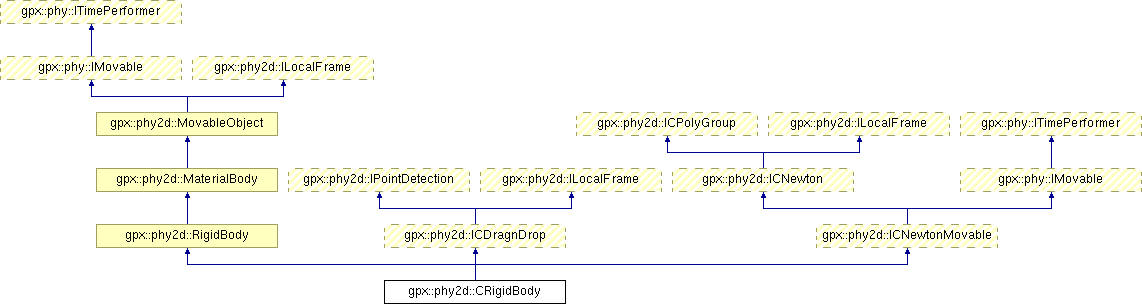 gpx::phy::ITimePerformer
gpx::phy::IMovable
gpx::phy2d::ILocalFrame
gpx::phy2d::MovableObject
gpx::phy2d::ICPolyGroup
gpx::phy2d::ILocalFrame
gpx::phy::ITimePerformer
gpx::phy2d::MaterialBody
gpx::phy2d::IPointDetection
gpx::phy2d::ILocalFrame
gpx::phy2d::ICNewton
gpx::phy::IMovable
gpx::phy2d::RigidBody
gpx::phy2d::ICDragnDrop
gpx::phy2d::ICNewtonMovable
gpx::phy2d::CRigidBody